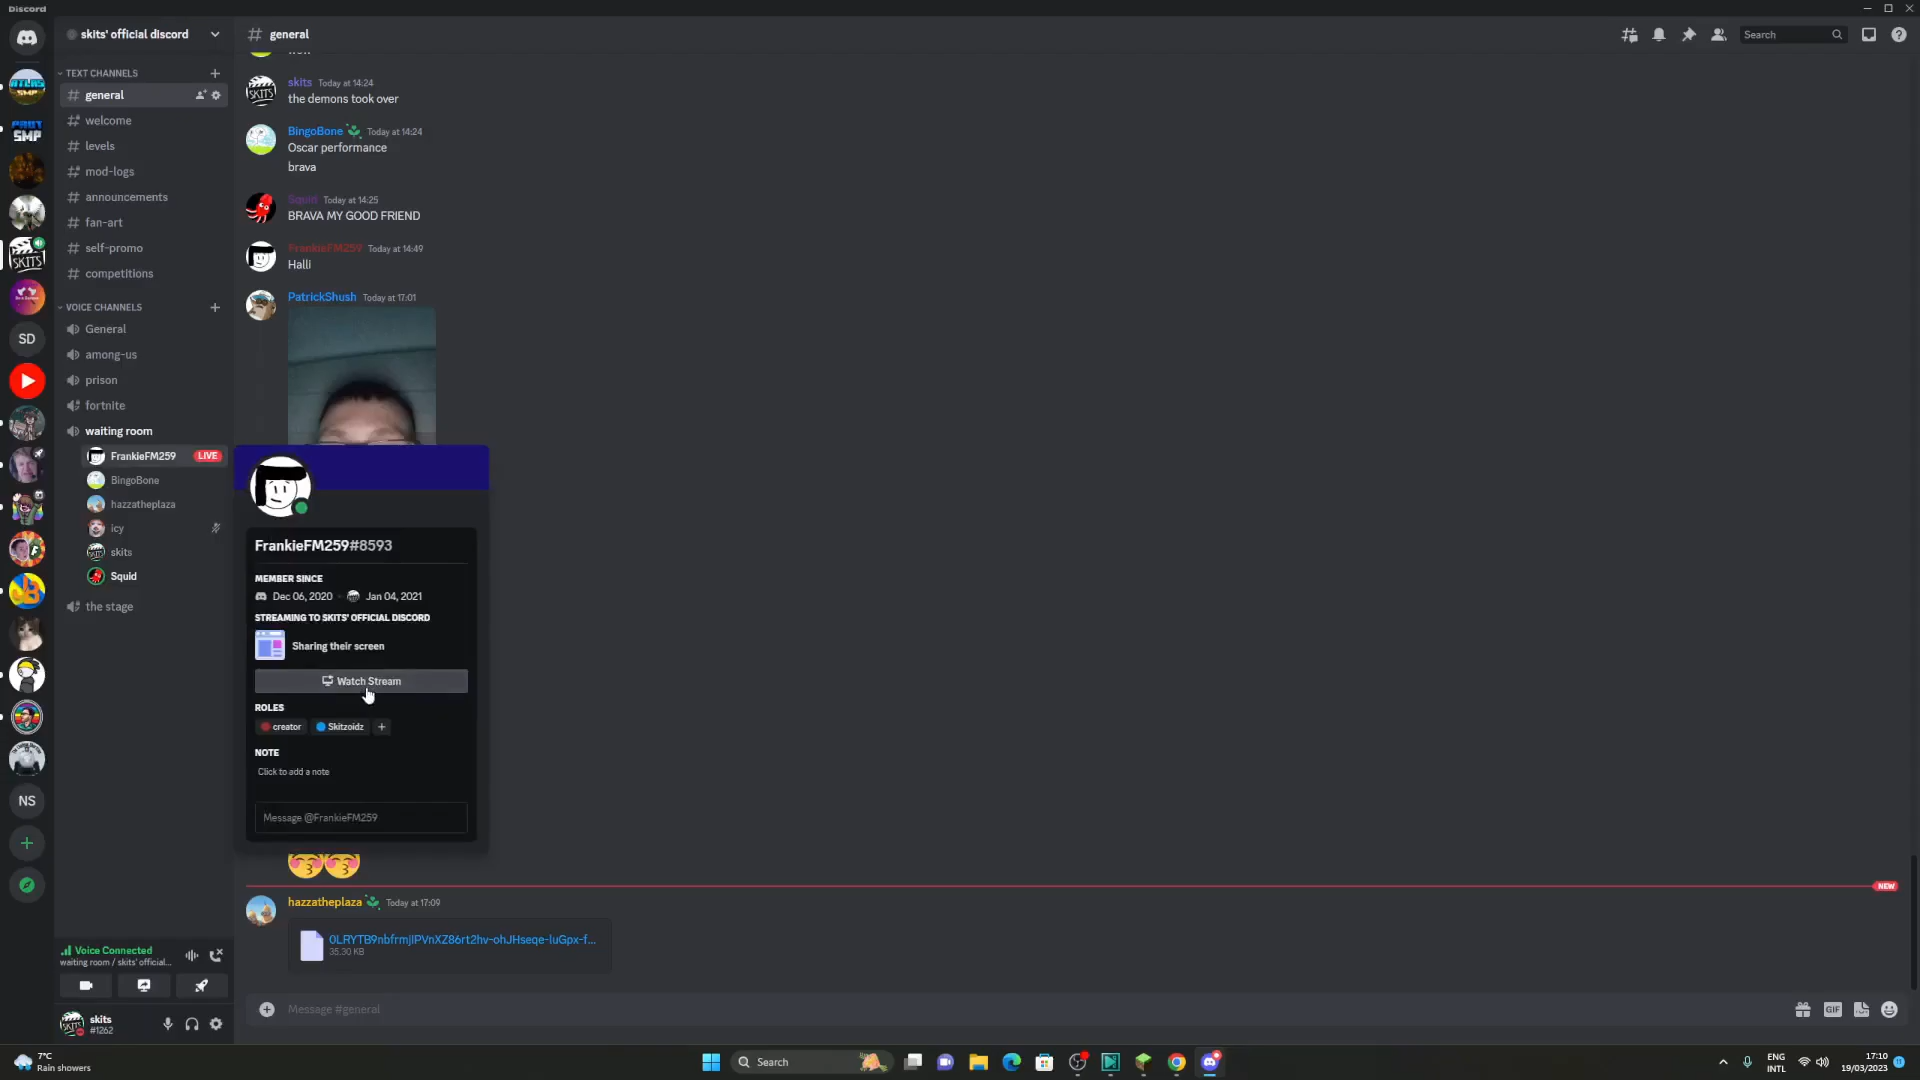 Discord
skits' official discord
general
Search
TEXT CHANNELS
general
welcome
levels
mod-logs
announcements
fan-art
self-promo
competitions
VOICE CHANNELS
General
among-us
prison
fortnite
waiting room
FrankieFM259 LIVE
BingoBone
hazzatheplaza
icy
skits
Squid
the stage
ATLAS
SMP
SMP
SKITS
SD
NS
skits Today at 14:24
the demons took over
BingoBone Today at 14:24
Oscar performance
brava
Squid Today at 14:25
BRAVA MY GOOD FRIEND
FrankieFM259 Today at 14:49
Halli
PatrickShush Today at 17:01
FrankieFM259#8593
MEMBER SINCE
Dec 06, 2020 Jan 04, 2021
STREAMING TO SKITS' OFFICIAL DISCORD
Sharing their screen
Watch Stream
ROLES
creator Skitzoidz +
NOTE
Click to add a note
Message @FrankieFM259
NEW
hazzatheplaza Today at 17:09
0LRYTB9nbfrmjIPVnXZ86rt2hv-ohJHseqe-luGpx-f...
35.30 KB
Message #general
GIF
Voice Connected
waiting room / skits' official...
skits
#1262
7°C
Rain showers
Search
ENG
INTL
17:10
19/03/2023